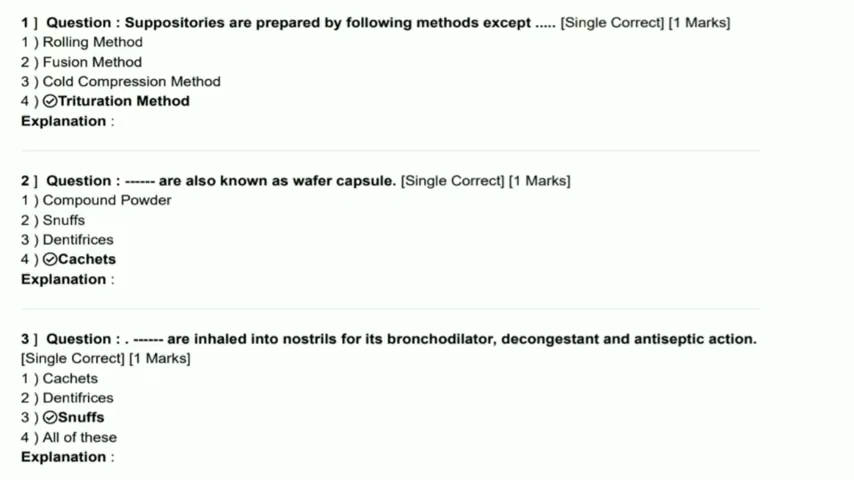 1 ] Question : Suppositories are prepared by following methods except ..... [Single Correct] [1 Marks]
1 ) Rolling Method
2 ) Fusion Method
3 ) Cold Compression Method
4 ) Trituration Method
Explanation :
2 ] Question : ------ are also known as wafer capsule. [Single Correct] [1 Marks]
1 ) Compound Powder
2 ) Snuffs
3 ) Dentifrices
4 ) Cachets
Explanation :
3 ] Question : . ------ are inhaled into nostrils for its bronchodilator, decongestant and antiseptic action.
[Single Correct] [1 Marks]
1 ) Cachets
2 ) Dentifrices
3 ) Snuffs
4 ) All of these
Explanation :